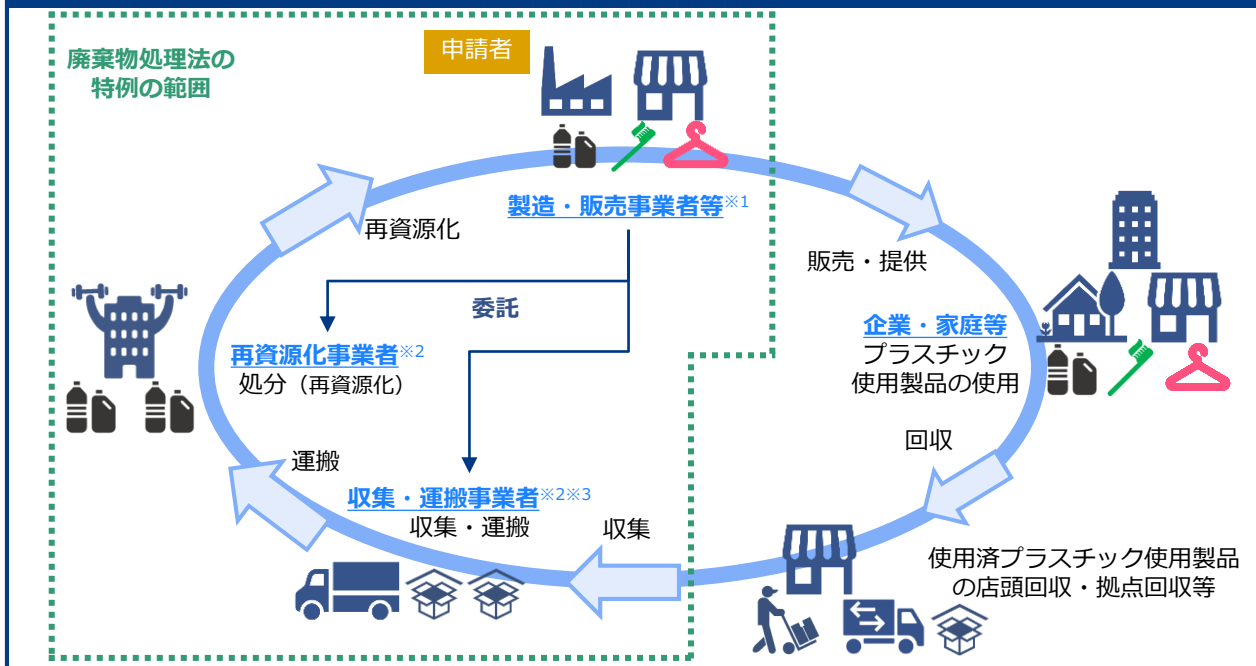 廃棄物処理法の
特例の範囲
申請者
製造・販売事業者等※1
再資源化
販売・提供
委託
企業・家庭等
プラスチック
使用製品の使用
再資源化事業者※2
処分（再資源化）
回収
運搬
収集・運搬事業者※2※3
収集・運搬
収集
使用済プラスチック使用製品
の店頭回収・拠点回収等